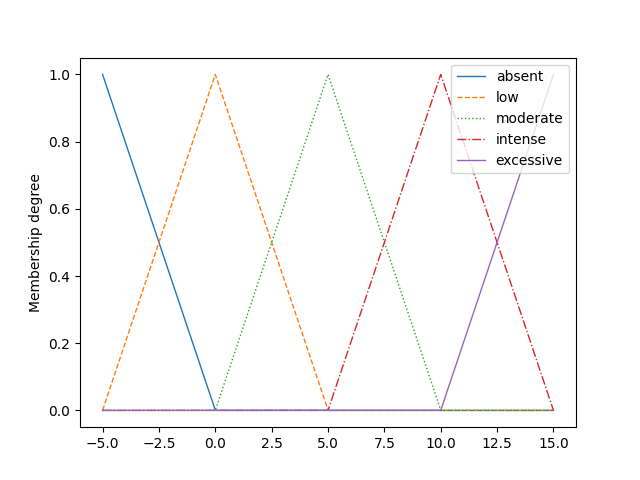 1.0
0.8
0.6
0.4
0.2
0.0
Membership degree
absent
low
moderate
intense
excessive
−5.0 −2.5 0.0 2.5 5.0 7.5 10.0 12.5 15.0